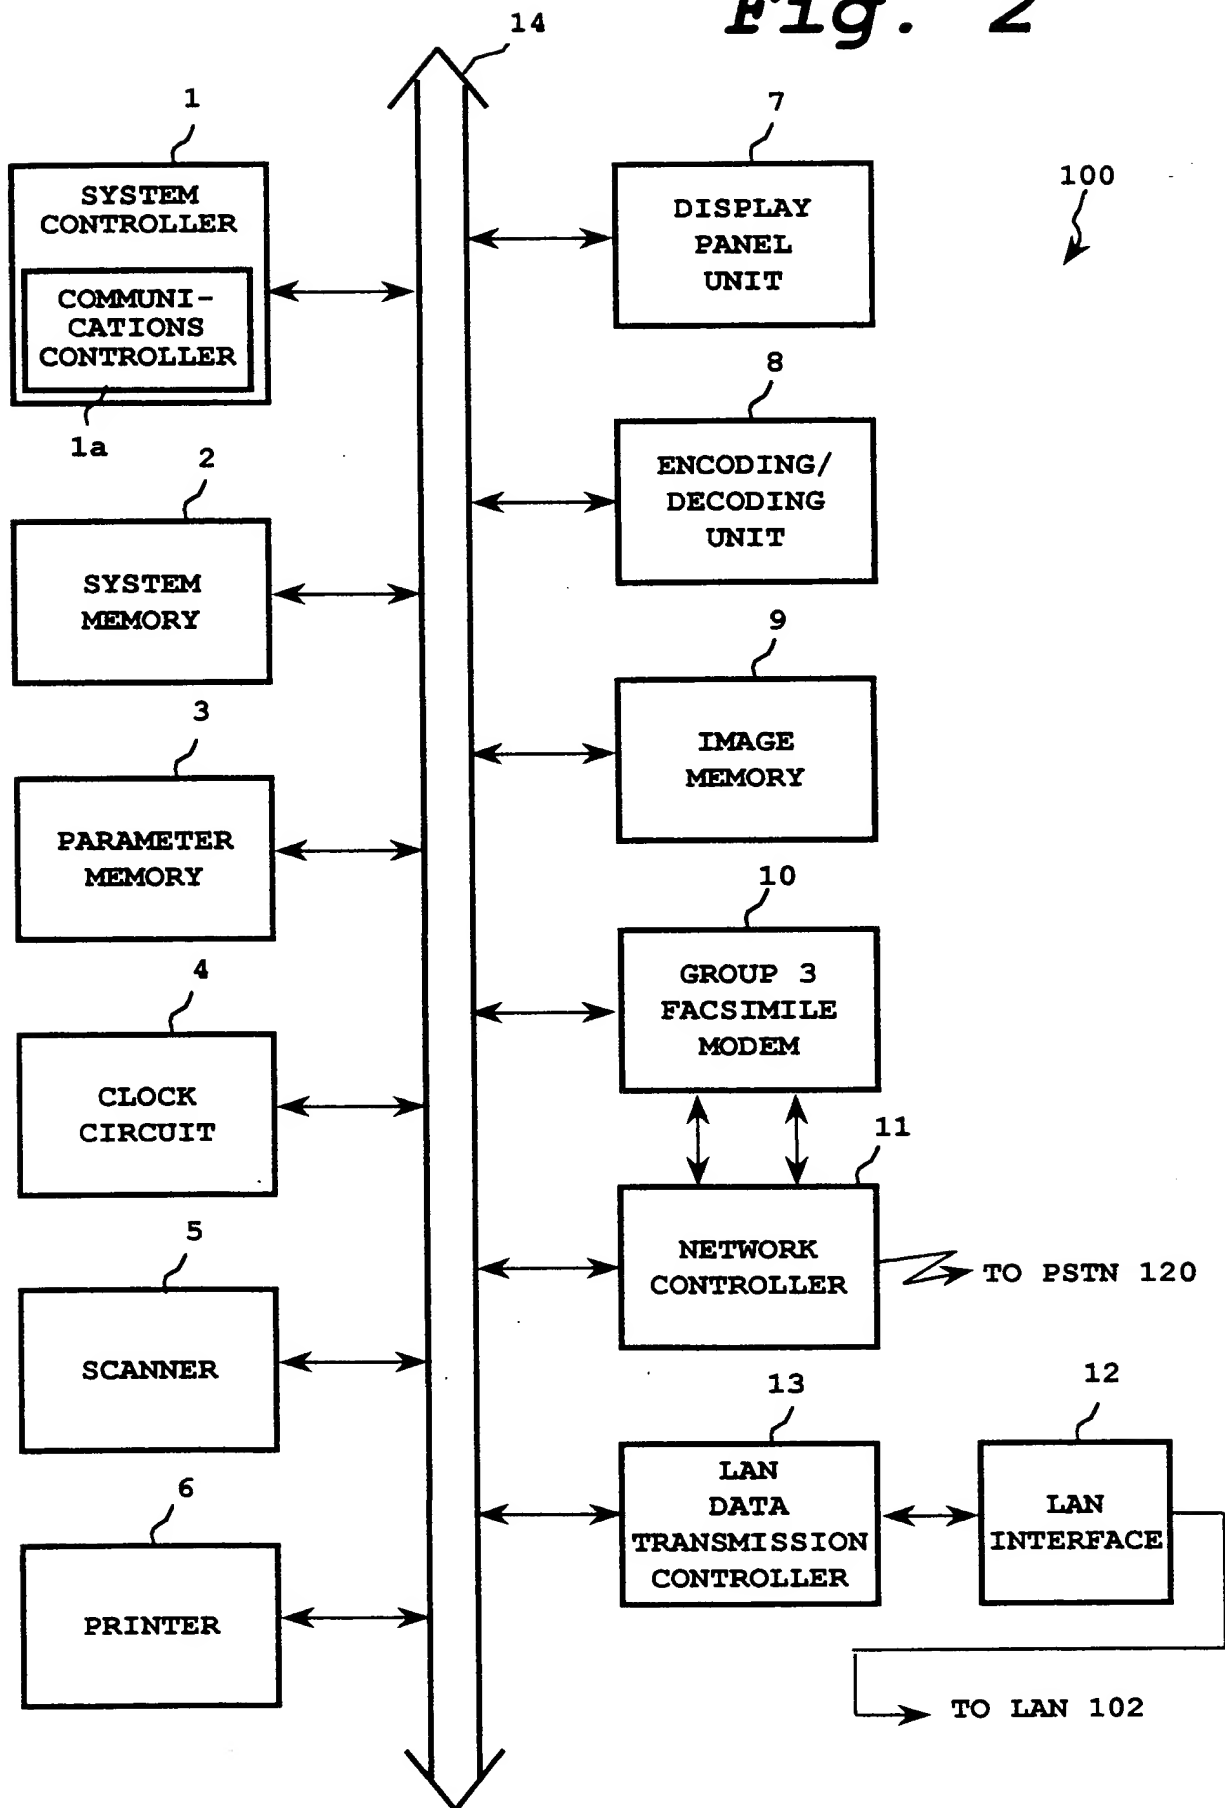 Fig. 2
14
1
SYSTEM
CONTROLLER
COMMUNI-
CATIONS
CONTROLLER
1a
2
SYSTEM
MEMORY
3
PARAMETER
MEMORY
4
CLOCK
CIRCUIT
5
SCANNER
6
PRINTER
7
DISPLAY
PANEL
UNIT
100
8
ENCODING/
DECODING
UNIT
9
IMAGE
MEMORY
10
GROUP 3
FACSIMILE
MODEM
11
NETWORK
CONTROLLER
TO PSTN 120
13
LAN
DATA
TRANSMISSION
CONTROLLER
12
LAN
INTERFACE
TO LAN 102